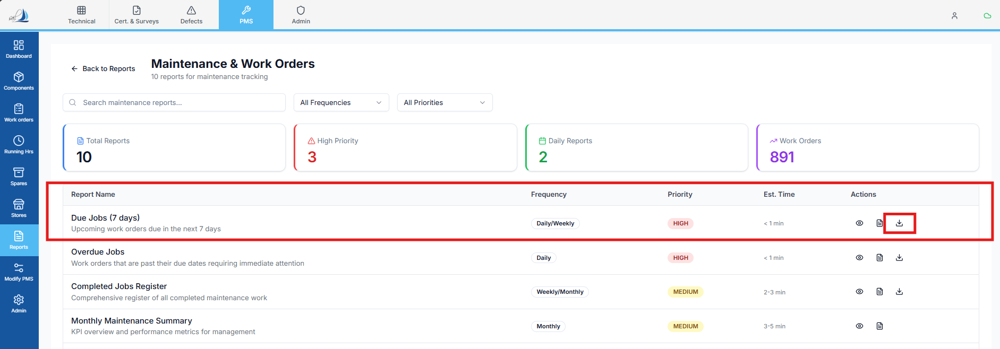 Technical
Cert. & Surveys
Defects
PMS
Admin
Dashboard
Components
Work orders
Running Hrs
Spares
Stores
Reports
Modify PMS
Admin
Back to Reports
Maintenance & Work Orders
10 reports for maintenance tracking
Search maintenance reports...
All Frequencies
All Priorities
Total Reports
10
High Priority
3
Daily Reports
2
Work Orders
891
Report Name Frequency Priority Est. Time Actions
Due Jobs (7 days)
Upcoming work orders due in the next 7 days
Daily/Weekly HIGH < 1 min
Overdue Jobs
Work orders that are past their due dates requiring immediate attention
Daily HIGH < 1 min
Completed Jobs Register
Comprehensive register of all completed maintenance work
Weekly/Monthly MEDIUM 2-3 min
Monthly Maintenance Summary
KPI overview and performance metrics for management
Monthly MEDIUM 3-5 min